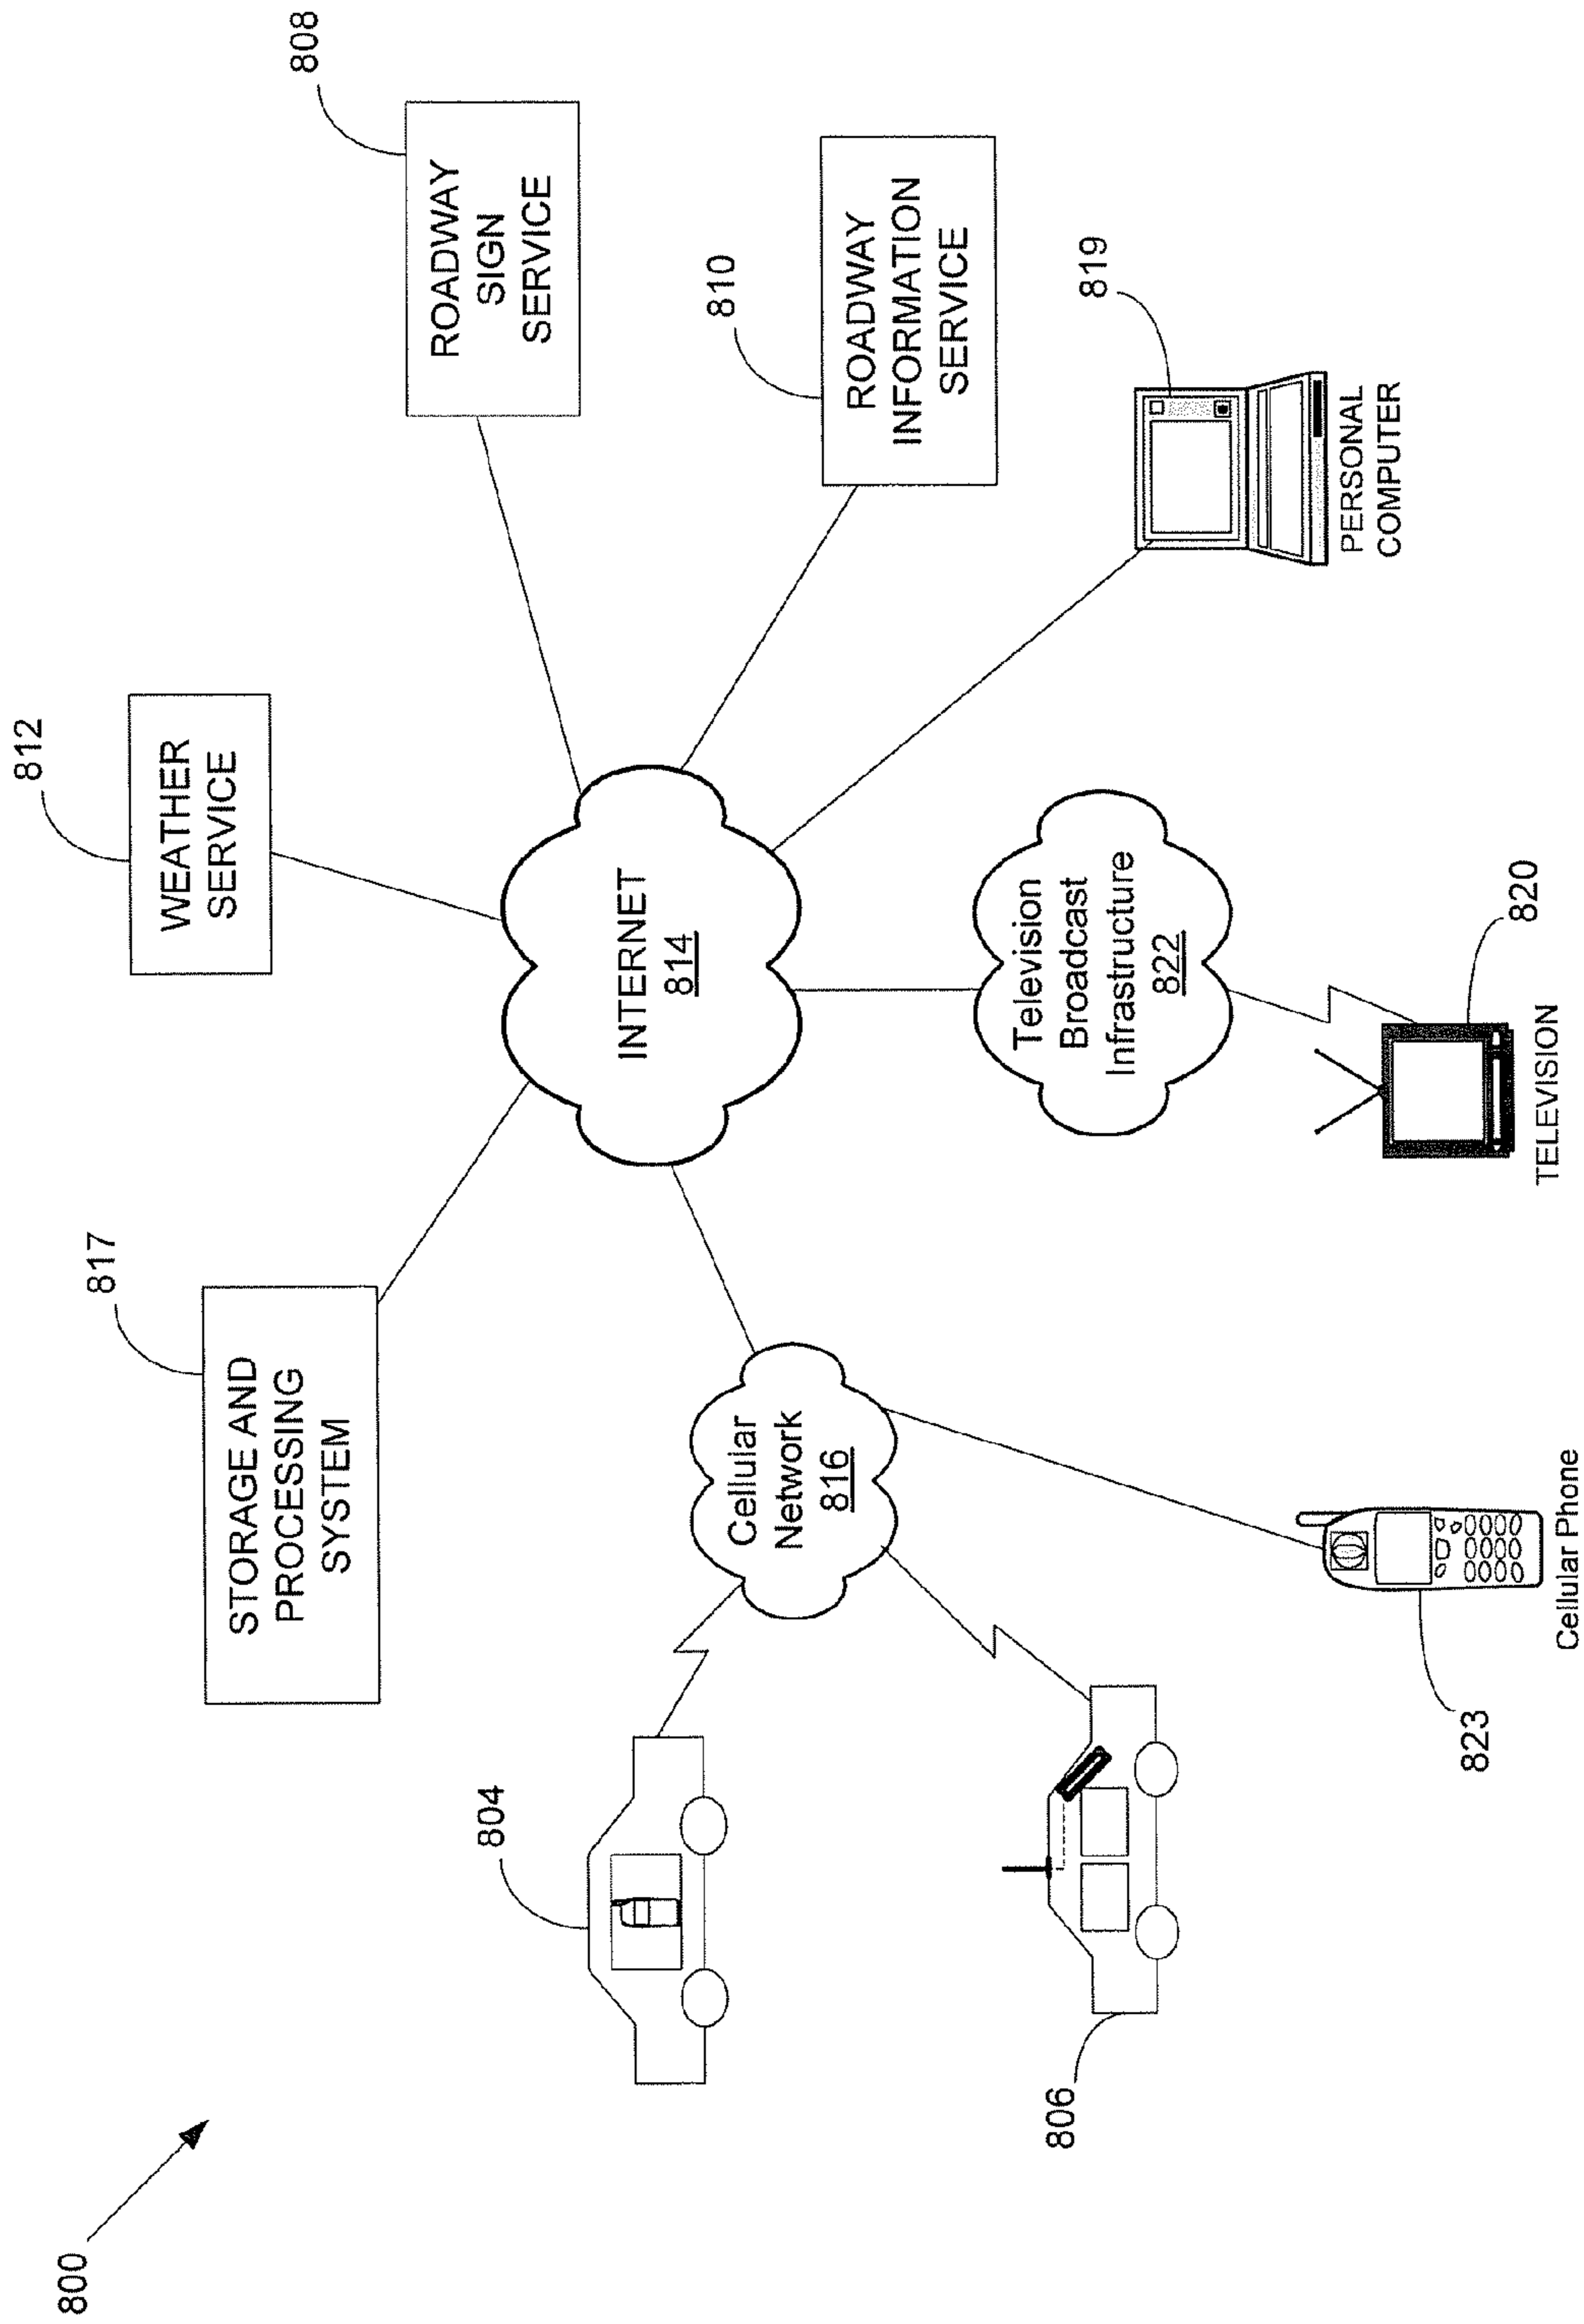 800
817
STORAGE AND
PROCESSING
SYSTEM
812
WEATHER
SERVICE
808
ROADWAY
SIGN
SERVICE
804
INTERNET
814
810
ROADWAY
INFORMATION
SERVICE
Cellular
Network
816
806
Television
Broadcast
Infrastructure
822
819
PERSONAL
COMPUTER
823
Cellular Phone
820
TELEVISION